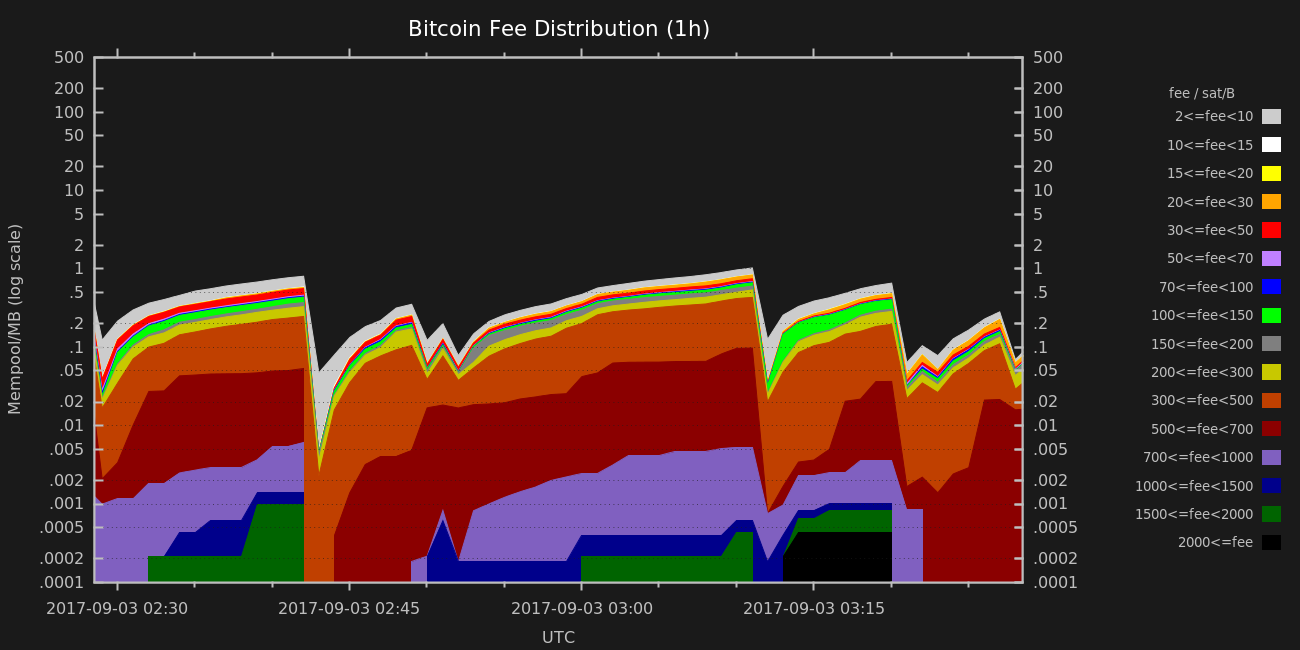 Bitcoin Fee Distribution (1h)
Mempool/MB (log scale)
500
200
100
50
20
10
5
2
1
.5
.2
.1
.05
.02
.01
.005
.002
.001
.0005
.0002
.0001
500
200
100
50
20
10
5
2
1
.5
.2
.1
.05
.02
.01
.005
.002
.001
.0005
.0002
.0001
2017-09-03 02:30 2017-09-03 02:45 2017-09-03 03:00 2017-09-03 03:15
UTC
fee / sat/B
2<=fee<10
10<=fee<15
15<=fee<20
20<=fee<30
30<=fee<50
50<=fee<70
70<=fee<100
100<=fee<150
150<=fee<200
200<=fee<300
300<=fee<500
500<=fee<700
700<=fee<1000
1000<=fee<1500
1500<=fee<2000
2000<=fee